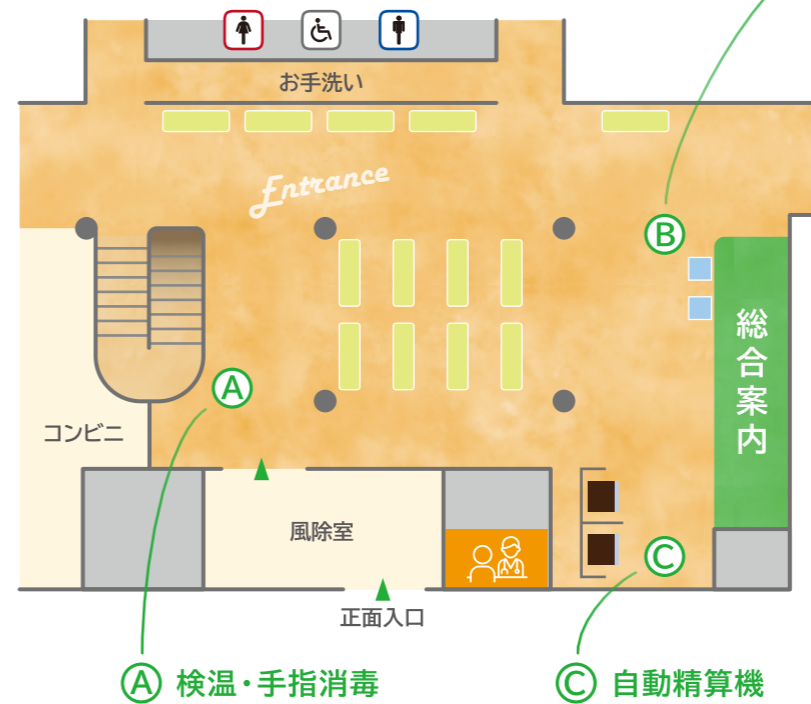 お手洗い
Entrance
B
総合案内
A
コンビニ
風除室
C
正面入口
A 検温・手指消毒
C 自動精算機